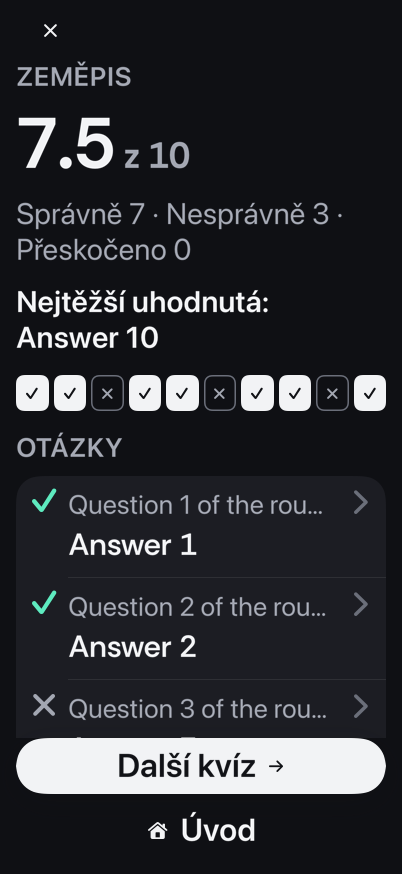 ZEMĚPIS
7.5 z 10
Správně 7 · Nesprávně 3 ·
Přeskočeno 0
Nejtěžší uhodnutá:
Answer 10
OTÁZKY
Question 1 of the rou...
Answer 1
Question 2 of the rou...
Answer 2
Question 3 of the rou...
Další kvíz →
Úvod